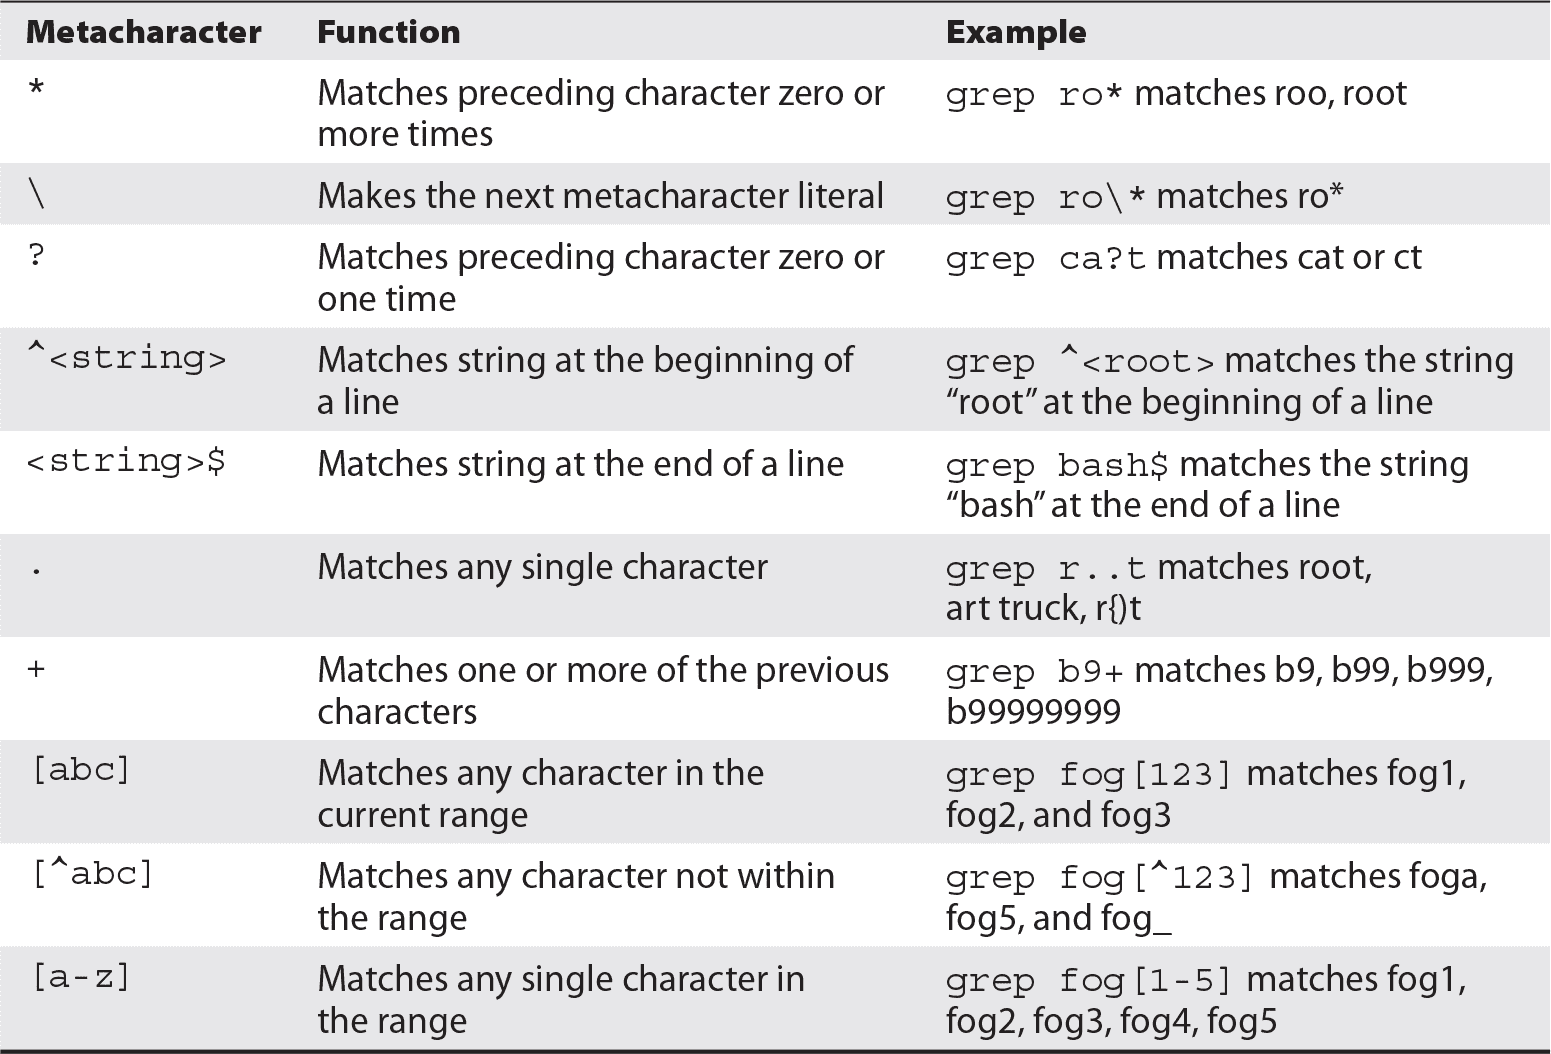 Metacharacter Function Example
* Matches preceding character zero or grep ro* matches roo, root
more times
\ Makes the next metacharacter literal grep ro\* matches ro*
? Matches preceding character zero or grep ca?t matches cat or ct
one time
^<string> Matches string at the beginning of grep ^<root> matches the string
a line “root” at the beginning of a line
<string>$ Matches string at the end of a line grep bash$ matches the string
“bash” at the end of a line
. Matches any single character grep r..t matches root,
art truck, r{)t
+ Matches one or more of the previous grep b9+ matches b9, b99, b999,
characters b99999999
[abc] Matches any character in the grep fog[123] matches fog1,
current range fog2, and fog3
[^abc] Matches any character not within grep fog[^123] matches foga,
the range fog5, and fog_
[a-z] Matches any single character in grep fog[1-5] matches fog1,
the range fog2, fog3, fog4, fog5